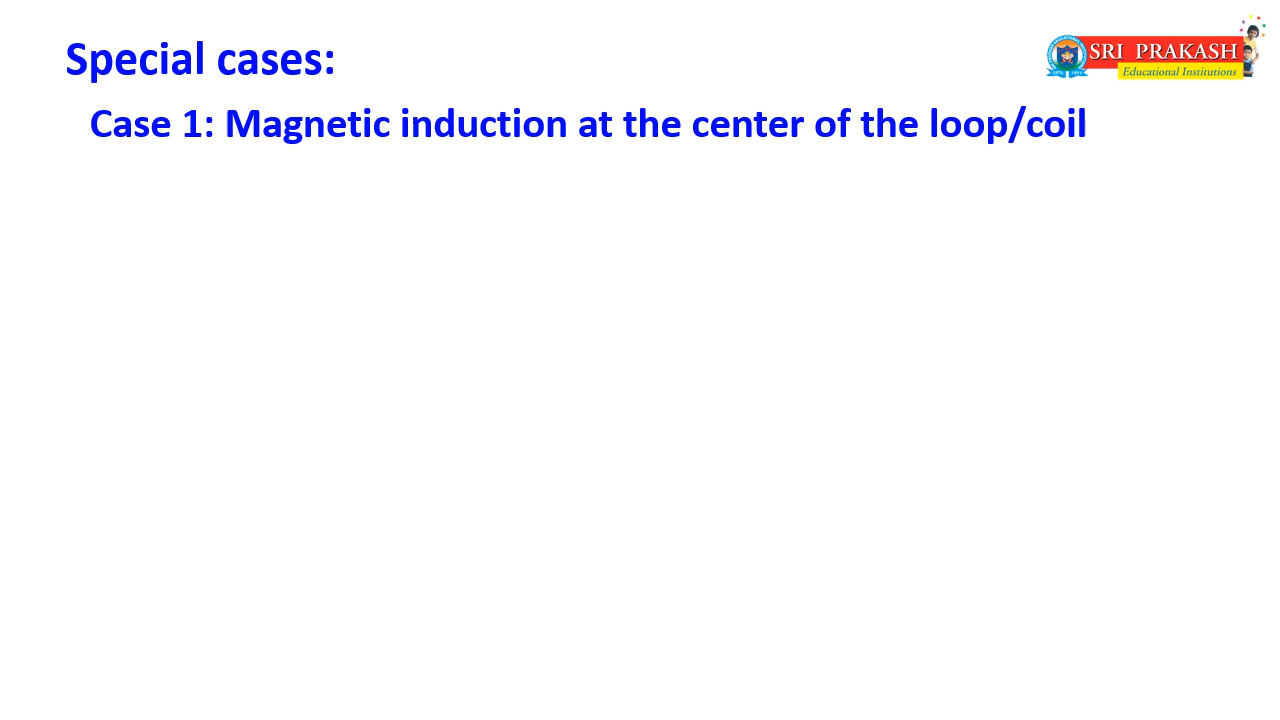 Special cases:
SRI PRAKASH
Educational Institutions
Case 1: Magnetic induction at the center of the loop/coil